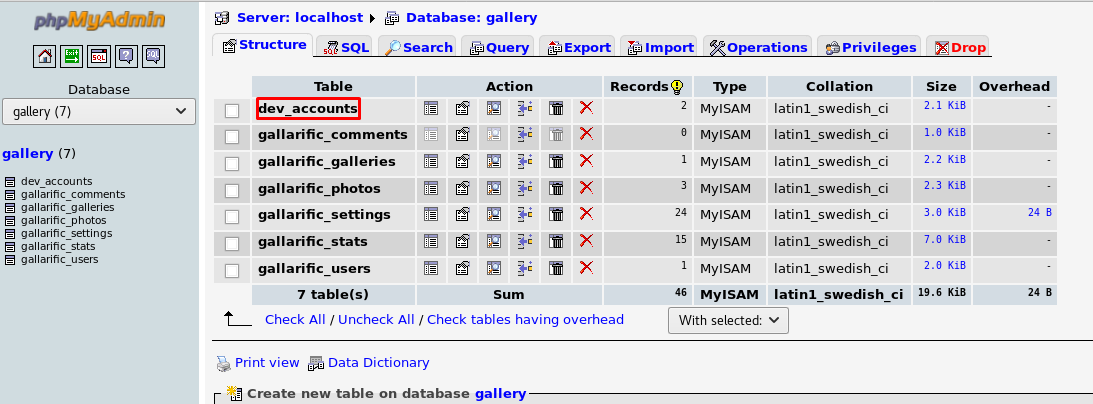 phpMyAdmin
SQL
Database
gallery (7)
gallery (7)
dev_accounts
gallarific_comments
gallarific_galleries
gallarific_photos
gallarific_settings
gallarific_stats
gallarific_users
Server: localhost Database: gallery
Structure SQL Search Query Export Import Operations Privileges Drop
Table Action Records Type Collation Size Overhead
dev_accounts 2 MyISAM latin1_swedish_ci 2.1 KiB -
gallarific_comments 0 MyISAM latin1_swedish_ci 1.0 KiB -
gallarific_galleries 1 MyISAM latin1_swedish_ci 2.2 KiB -
gallarific_photos 3 MyISAM latin1_swedish_ci 2.3 KiB -
gallarific_settings 24 MyISAM latin1_swedish_ci 3.0 KiB 24 B
gallarific_stats 15 MyISAM latin1_swedish_ci 7.0 KiB -
gallarific_users 1 MyISAM latin1_swedish_ci 2.0 KiB -
7 table(s) Sum 46 MyISAM latin1_swedish_ci 19.6 KiB 24 B
Check All / Uncheck All / Check tables having overhead With selected:
Print view Data Dictionary
Create new table on database gallery